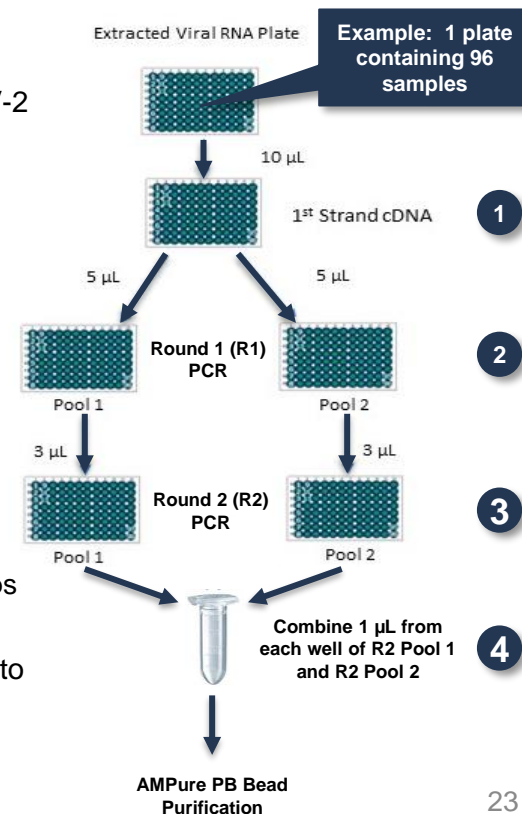 Extracted Viral RNA Plate
Example: 1 plate
containing 96
samples
/-2
10 µL
1st Strand cDNA
1
5 µL
5 µL
Round 1 (R1)
PCR
2
Pool 1
Pool 2
3 µL
3 µL
Round 2 (R2)
PCR
3
Pool 1
Pool 2
os
Combine 1 µL from
each well of R2 Pool 1
and R2 Pool 2
4
to
AMPure PB Bead
Purification
23